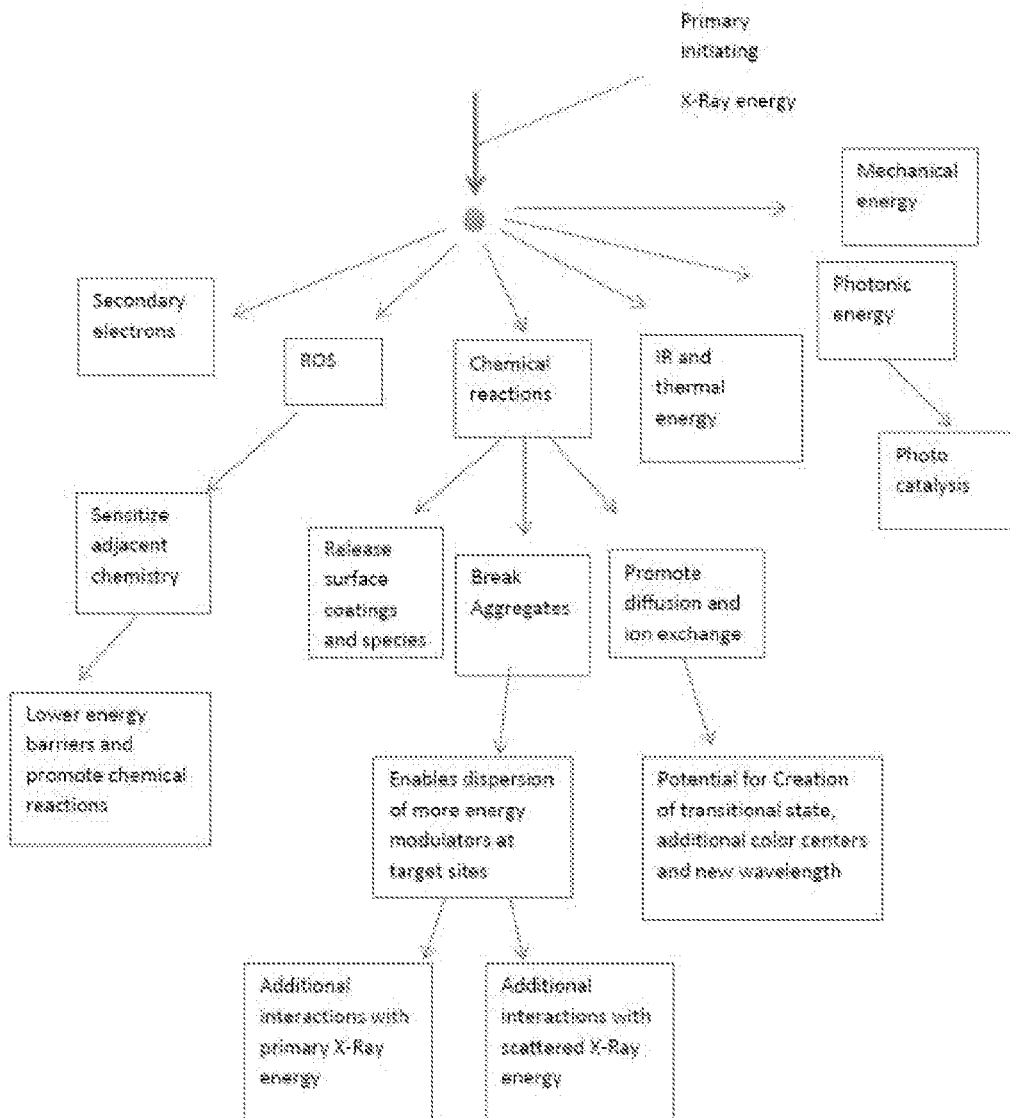 Primary
initiating
X-Ray energy
Mechanical
energy
Photonic
energy
Secondary
electrons
ROS
Chemical
reactions
IR and
thermal
energy
Photo
catalysis
Sensitize
adjacent
chemistry
Release
surface
coatings
and species
Break
Aggregates
Promote
diffusion and
ion exchange
Lower energy
barriers and
promote chemical
reactions
Enables dispersion
of more energy
modulators at
target sites
Potential for Creation
of transitional state,
additional color centers
and new wavelength
Additional
interactions with
primary X-Ray
energy
Additional
interactions with
scattered X-Ray
energy